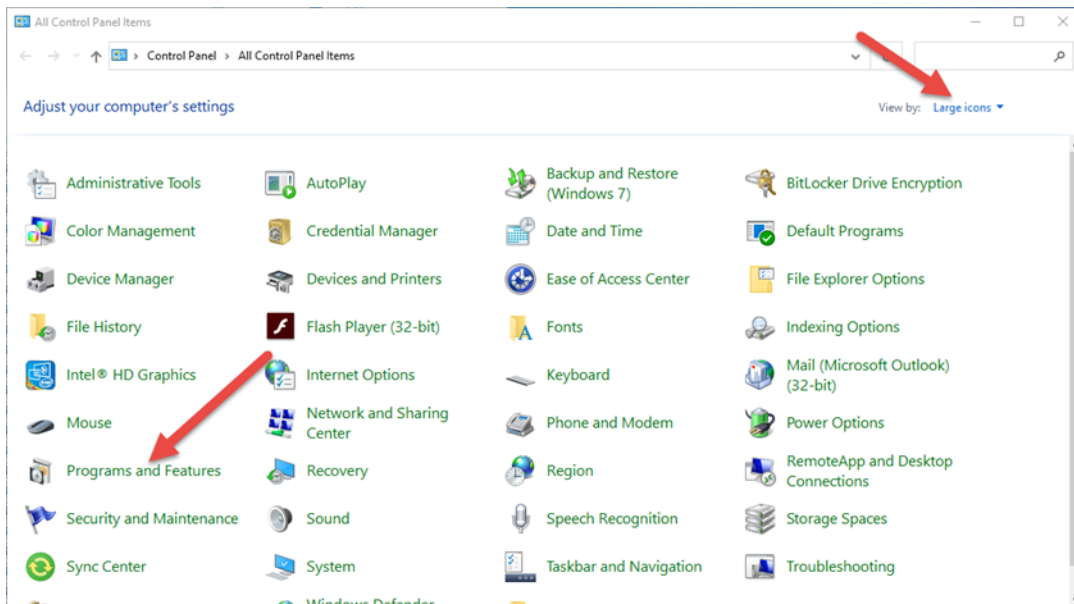 All Control Panel Items
Control Panel > All Control Panel Items
Adjust your computer's settings
View by: Large icons
Administrative Tools
AutoPlay
Backup and Restore
(Windows 7)
BitLocker Drive Encryption
Color Management
Credential Manager
Date and Time
Default Programs
Device Manager
Devices and Printers
Ease of Access Center
File Explorer Options
File History
Flash Player (32-bit)
Fonts
Indexing Options
Intel® HD Graphics
Internet Options
Keyboard
Mail (Microsoft Outlook)
(32-bit)
Mouse
Network and Sharing
Center
Phone and Modem
Power Options
Programs and Features
Recovery
Region
RemoteApp and Desktop
Connections
Security and Maintenance
Sound
Speech Recognition
Storage Spaces
Sync Center
System
Taskbar and Navigation
Troubleshooting
Windows Defender